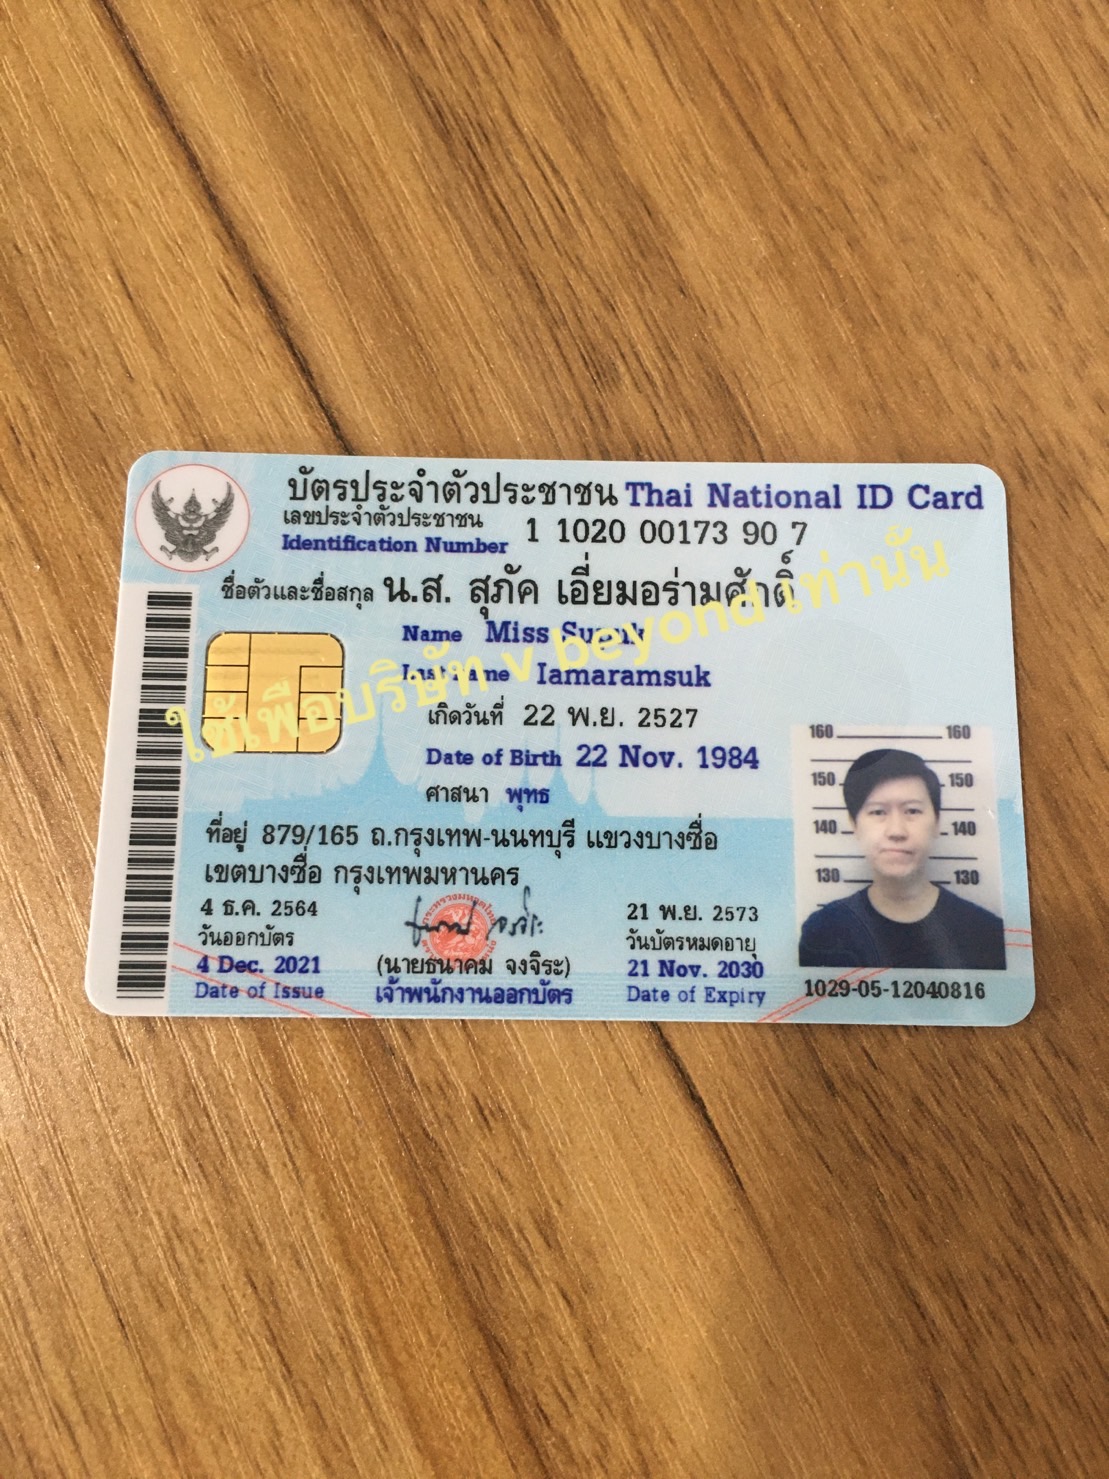 บัตรประจำตัวประชาชน Thai National ID Card
เลขประจำตัวประชาชน
Identification Number 1 1020 00173 90 7
ชื่อตัวและชื่อสกุล น.ส. สุภัค เอี่ยมอร่ามศักดิ์
Name Miss
Last name Iamaramsuk
ใช้เพื่อบริษัท v beyond เท่านั้น
เกิดวันที่ 22 พ.ย. 2527
Date of Birth 22 Nov. 1984
ศาสนา พุทธ
ที่อยู่ 879/165 ถ.กรุงเทพ-นนทบุรี แขวงบางซื่อ
เขตบางซื่อ กรุงเทพมหานคร
4 ธ.ค. 2564
วันออกบัตร
4 Dec. 2021
Date of Issue
(นายธนาคม จงจิระ)
เจ้าพนักงานออกบัตร
21 พ.ย. 2573
วันบัตรหมดอายุ
21 Nov. 2030
Date of Expiry
160 160
150 150
140 140
130 130
1029-05-12040816